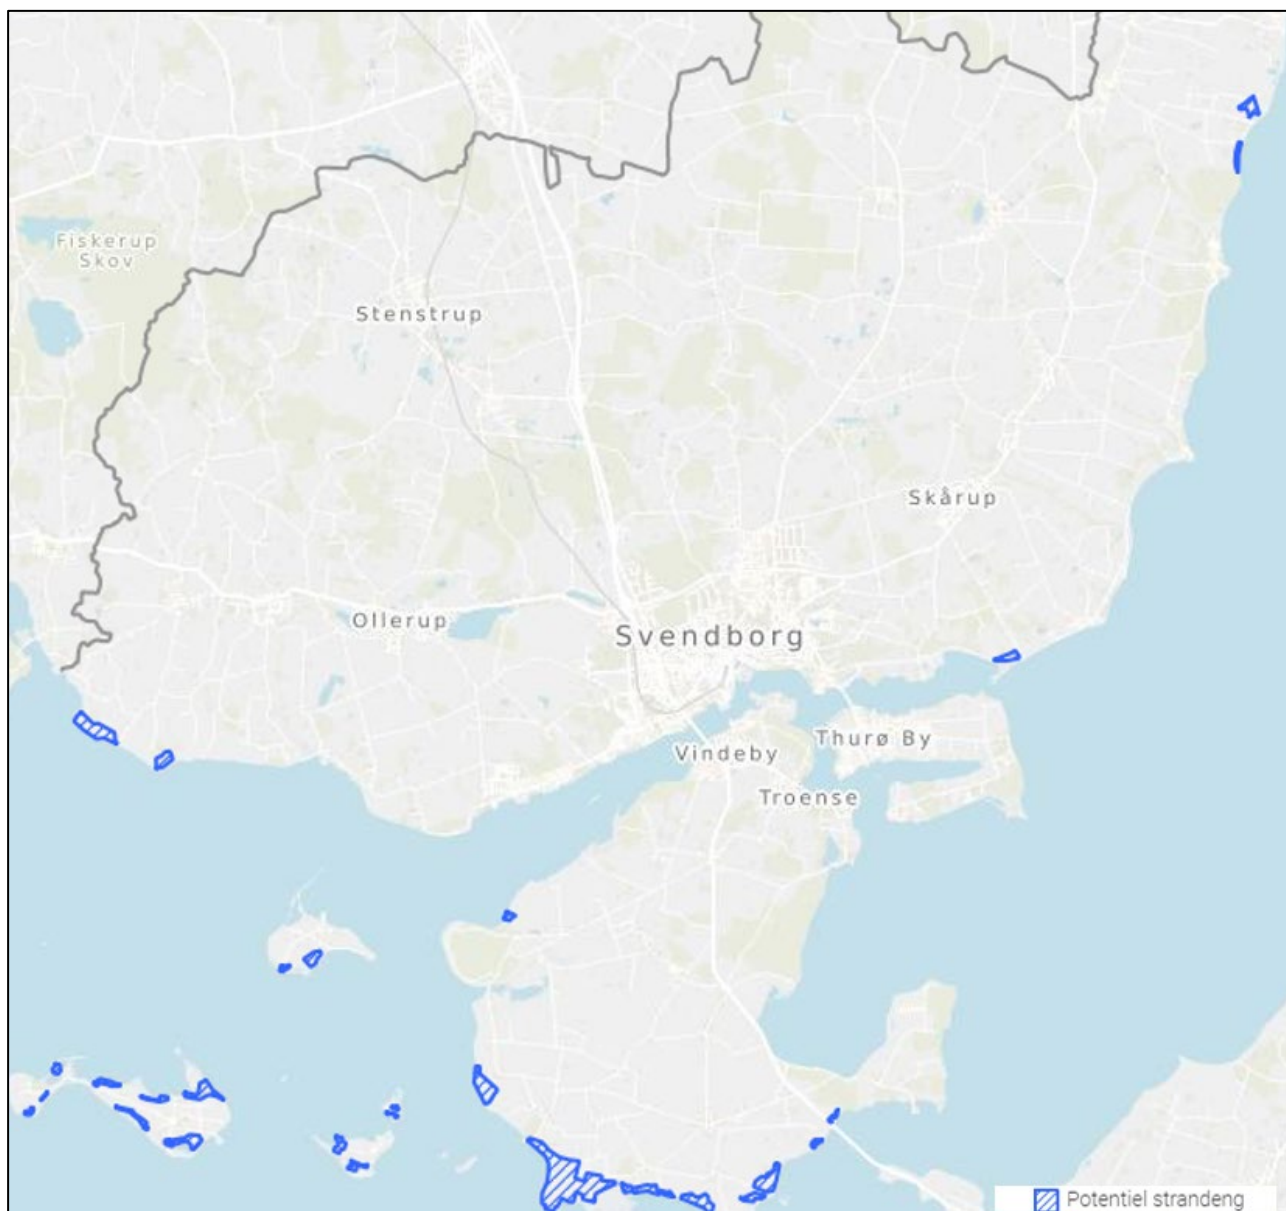 Fiskerup
Skov
Stenstrup
Skårup
Ollerup
Svendborg
Vindeby
Thurø By
Troense
Potentiel strandeng